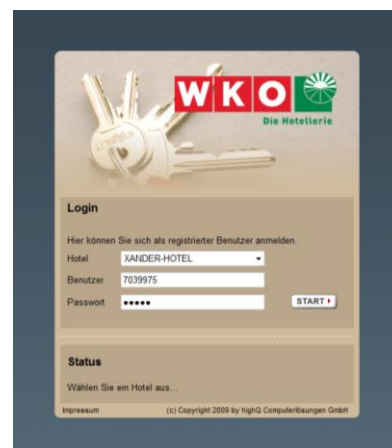 WKO
Die Hotellerie
Login
Hier können Sie sich als registrierter Benutzer anmelden.
Hotel XANDER-HOTEL
Benutzer 7039975
Passwort ●●●●● START
Status
Wählen Sie ein Hotel aus...
Impressum (c) Copyright 2009 by highQ Computerlösungen GmbH